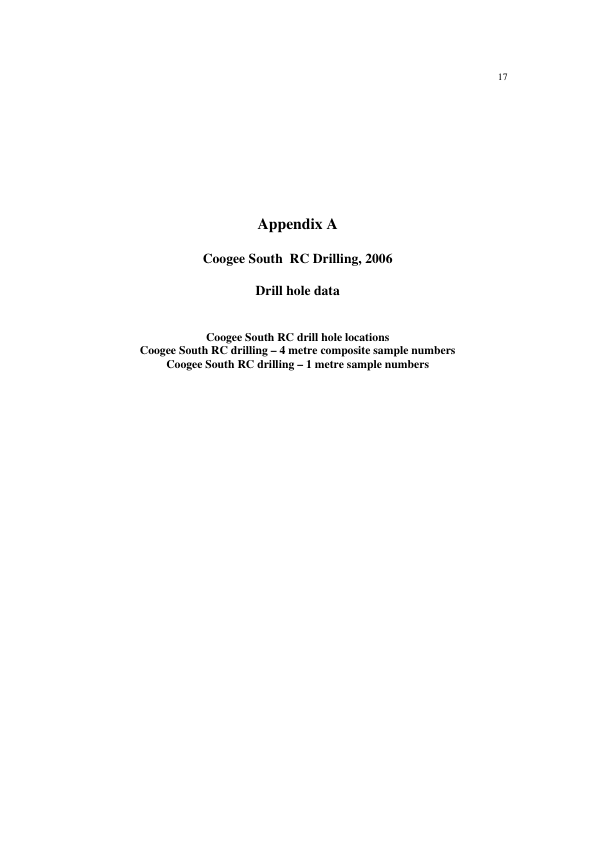 17
Appendix A
Coogee South  RC Drilling, 2006
Drill hole data
Coogee South RC drill hole locations
Coogee South RC drilling – 4 metre composite sample numbers
Coogee South RC drilling – 1 metre sample numbers